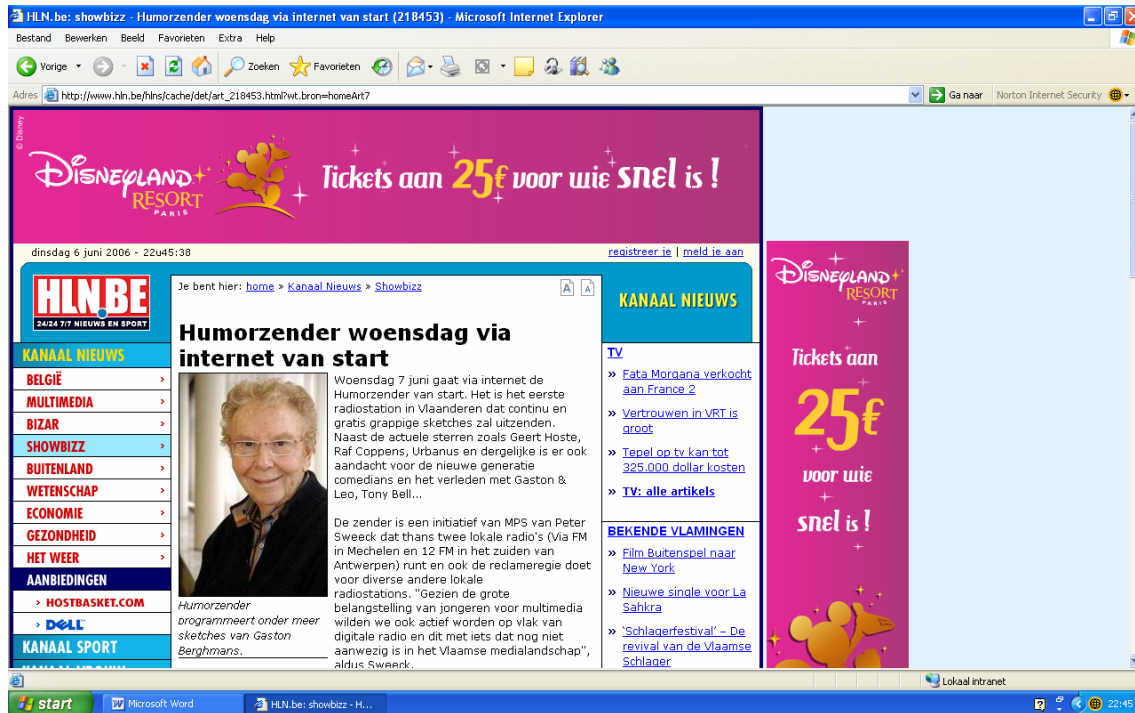 HLN.be: showbizz - Humorzender woensdag via internet van start (218453) - Microsoft Internet Explorer
Bestand Bewerken Beeld Favorieten Extra Help
Vorige Zoeken Favorieten
Adres http://www.hln.be/hlns/cache/det/art_218453.html?wt.bron=homeArt7 Ga naar Norton Internet Security
© Disney
Disneyland
RESORT
PARIS
Tickets aan 25€ voor wie snel is !
dinsdag 6 juni 2006 - 22u45:38
registreer je | meld je aan
HLN.BE
24/24 7/7 NIEUWS EN SPORT
KANAAL NIEUWS
BELGIË
MULTIMEDIA
BIZAR
SHOWBIZZ
BUITENLAND
WETENSCHAP
ECONOMIE
GEZONDHEID
HET WEER
AANBIEDINGEN
› HOSTBASKET.COM
› DELL
KANAAL SPORT
Je bent hier: home » Kanaal Nieuws » Showbizz
A A
Humorzender woensdag via
internet van start
Woensdag 7 juni gaat via internet de
Humorzender van start. Het is het eerste
radiostation in Vlaanderen dat continu en
gratis grappige sketches zal uitzenden.
Naast de actuele sterren zoals Geert Hoste,
Raf Coppens, Urbanus en dergelijke is er ook
aandacht voor de nieuwe generatie
comedians en het verleden met Gaston &
Leo, Tony Bell...
De zender is een initiatief van MPS van Peter
Sweeck dat thans twee lokale radio's (Via FM
in Mechelen en 12 FM in het zuiden van
Antwerpen) runt en ook de reclameregie doet
voor diverse andere lokale
radiostations. "Gezien de grote
belangstelling van jongeren voor multimedia
wilden we ook actief worden op vlak van
digitale radio en dit met iets dat nog niet
aanwezig is in het Vlaamse medialandschap",
aldus Sweeck.
Humorzender
programmeert onder meer
sketches van Gaston
Berghmans.
KANAAL NIEUWS
TV
» Fata Morgana verkocht
aan France 2
» Vertrouwen in VRT is
groot
» Tepel op tv kan tot
325.000 dollar kosten
» TV: alle artikels
BEKENDE VLAMINGEN
» Film Buitenspel naar
New York
» Nieuwe single voor La
Sahkra
» 'Schlagerfestival' – De
revival van de Vlaamse
Schlager
Disneyland
RESORT
PARIS
Tickets aan
25€
voor wie
snel is !
Lokaal intranet
start Microsoft Word HLN.be: showbizz - H... 22:45